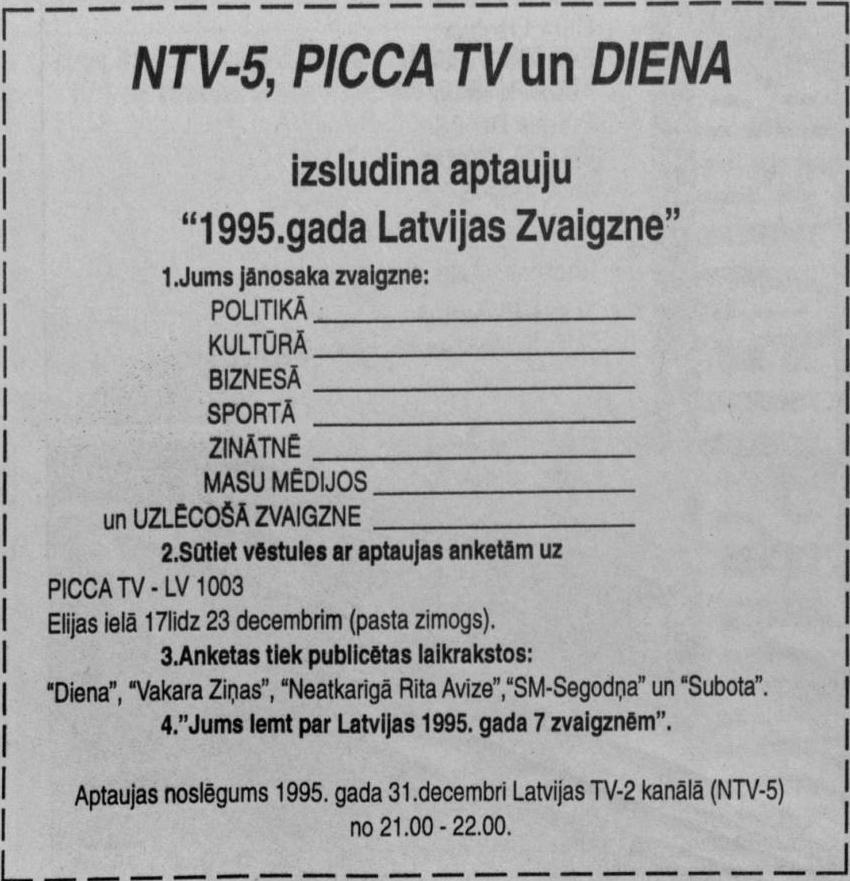 NTV-5, PICCA TV un DIENA
izsludina aptauju
“1995.gada Latvijas Zvaigzne”
1.Jums jānosaka zvaigzne:
POLITIKĀ
KULTŪRĀ
BIZNESĀ
SPORTĀ
ZINĀTNĒ
MASU MĒDIJOS
un UZLĒCOŠĀ ZVAIGZNE
2.Sūtiet vēstules ar aptaujas anketām uz
PICCA TV - LV 1003
Elijas ielā 17līdz 23 decembrim (pasta zimogs).
3.Anketas tiek publicētas laikrakstos:
“Diena”, “Vakara Ziņas”, “Neatkarīgā Rita Avīze”,“SM-Segodņa” un “Subota”.
4.”Jums lemt par Latvijas 1995. gada 7 zvaigznēm”.
Aptaujas noslēgums 1995. gada 31.decembrī Latvijas TV-2 kanālā (NTV-5)
no 21.00 - 22.00.